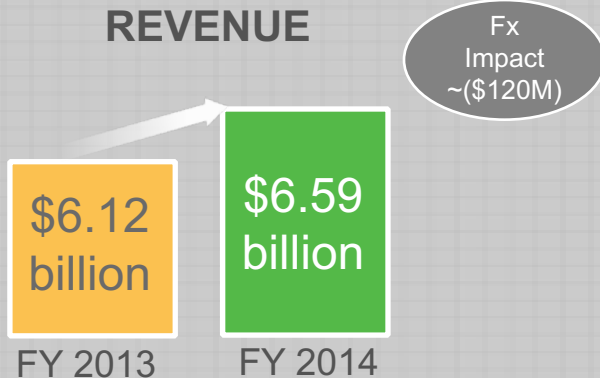 REVENUE
Fx
Impact
~($120M)
$6.12
billion
$6.59
billion
FY 2013
FY 2014